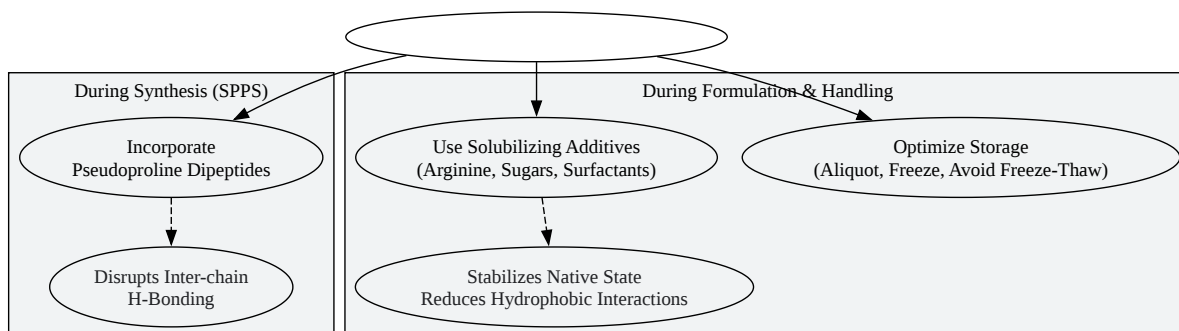 During Synthesis (SPPS)
During Formulation & Handling
Incorporate
Pseudoproline Dipeptides
Use Solubilizing Additives
(Arginine, Sugars, Surfactants)
Optimize Storage
(Aliquot, Freeze, Avoid Freeze-Thaw)
Disrupts Inter-chain
H-Bonding
Stabilizes Native State
Reduces Hydrophobic Interactions